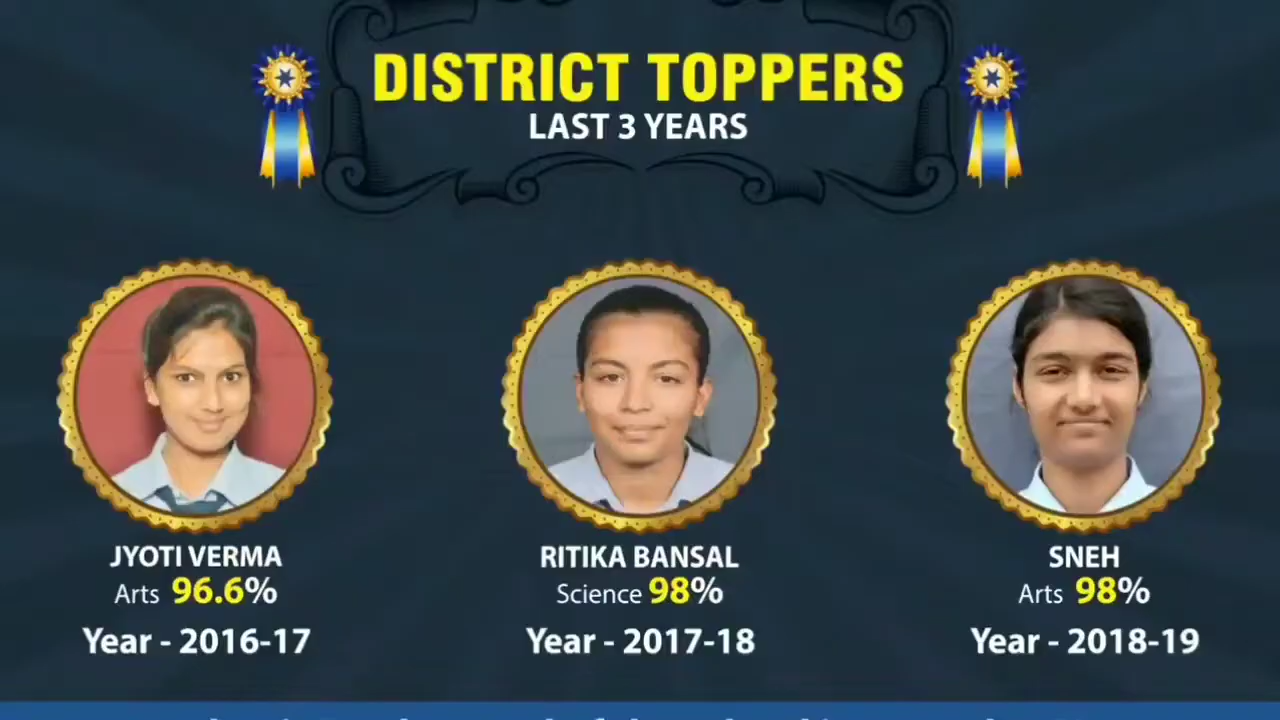 DISTRICT TOPPERS
LAST 3 YEARS
JYOTI VERMA
Arts 96.6%
Year - 2016-17
RITIKA BANSAL
Science 98%
Year - 2017-18
SNEH
Arts 98%
Year - 2018-19